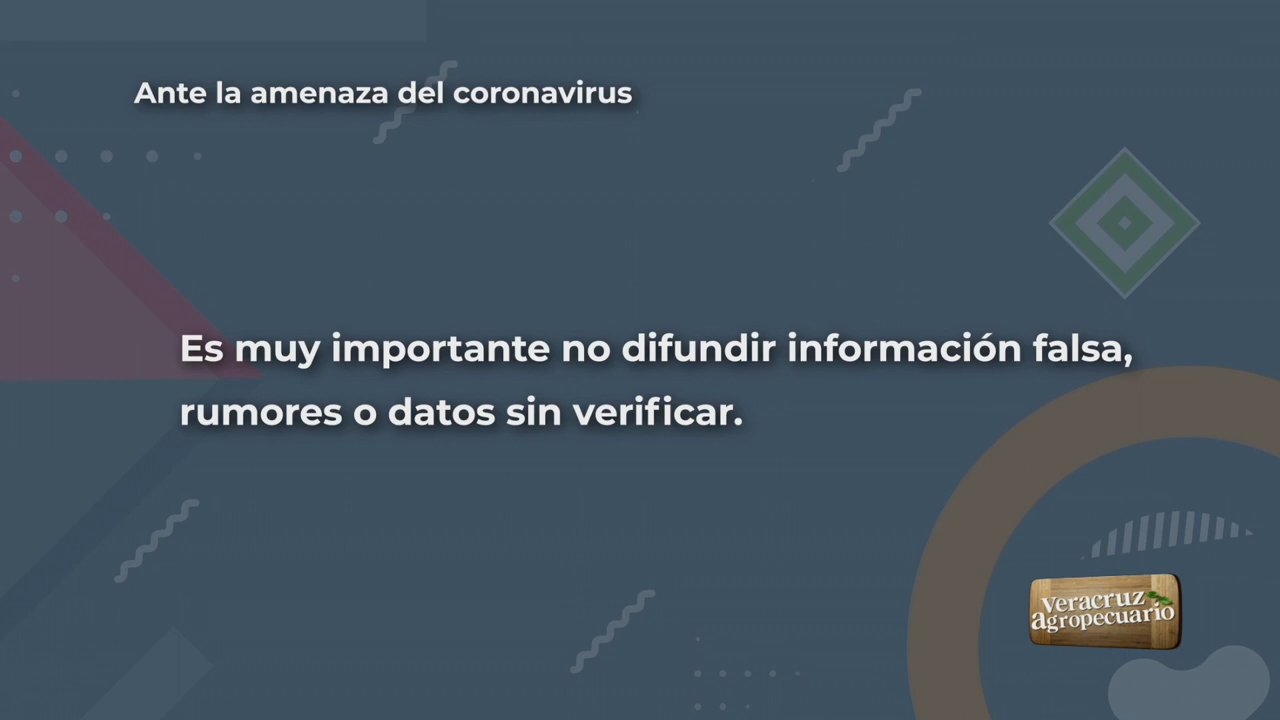 Ante la amenaza del coronavirus
Es muy importante no difundir información falsa,
rumores o datos sin verificar.
Veracruz
agropecuario